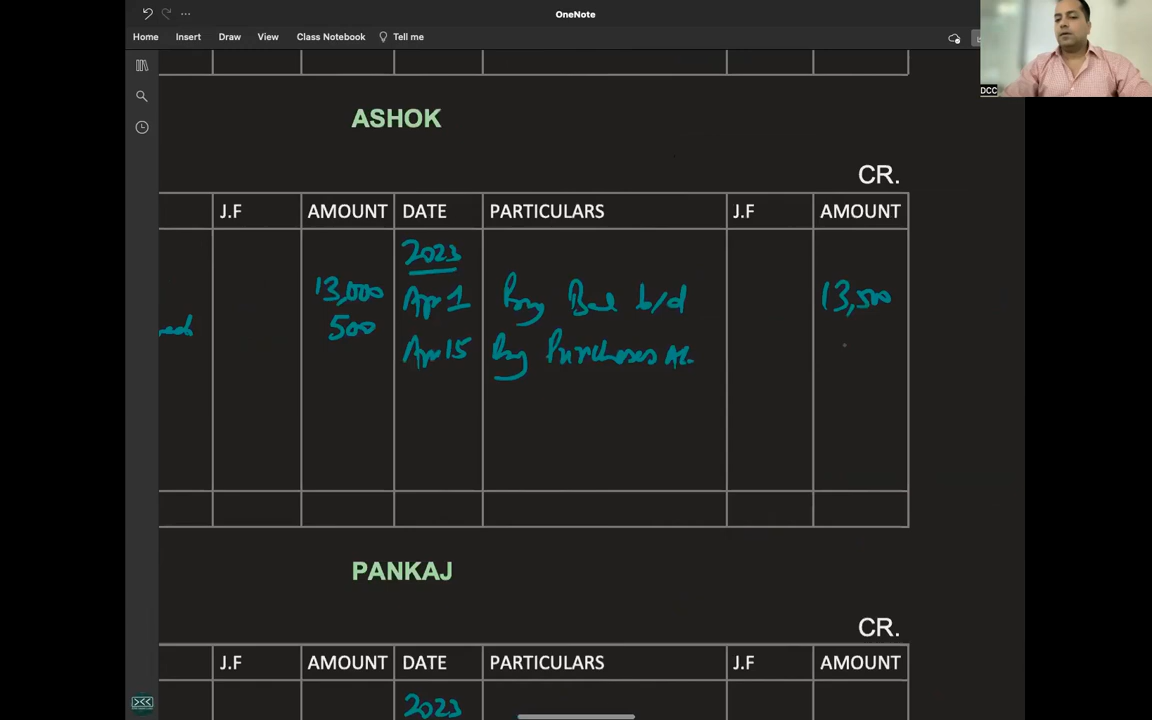 OneNote
Home Insert Draw View Class Notebook Tell me
DCC
ASHOK
CR.
J.F AMOUNT DATE PARTICULARS J.F AMOUNT
2023
13,000 Apr 1 By Bal b/d 13,500
500
Apr 15 By Purchases A/c
PANKAJ
CR.
J.F AMOUNT DATE PARTICULARS J.F AMOUNT
2023